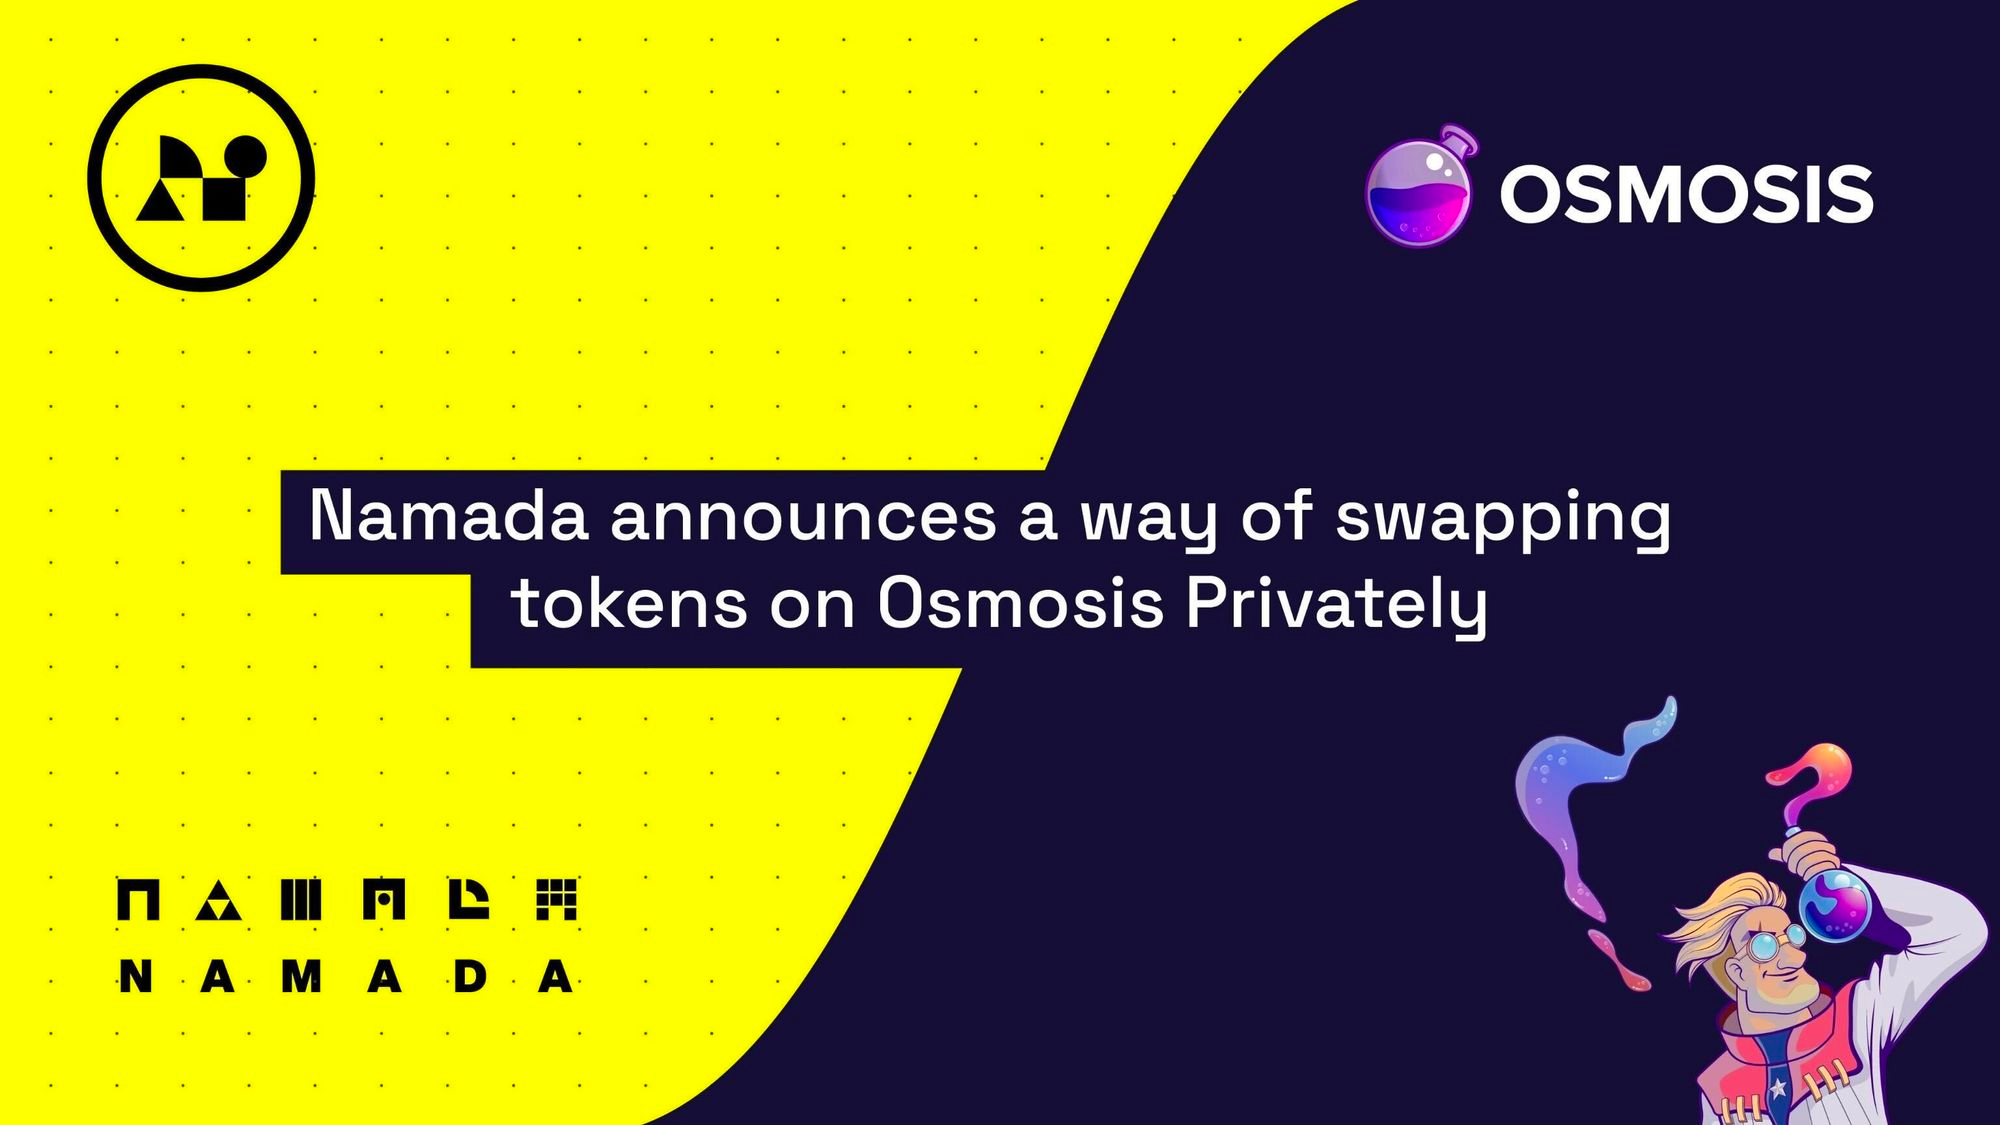 OSMOSIS
Namada announces a way of swapping
tokens on Osmosis Privately
NAMADA